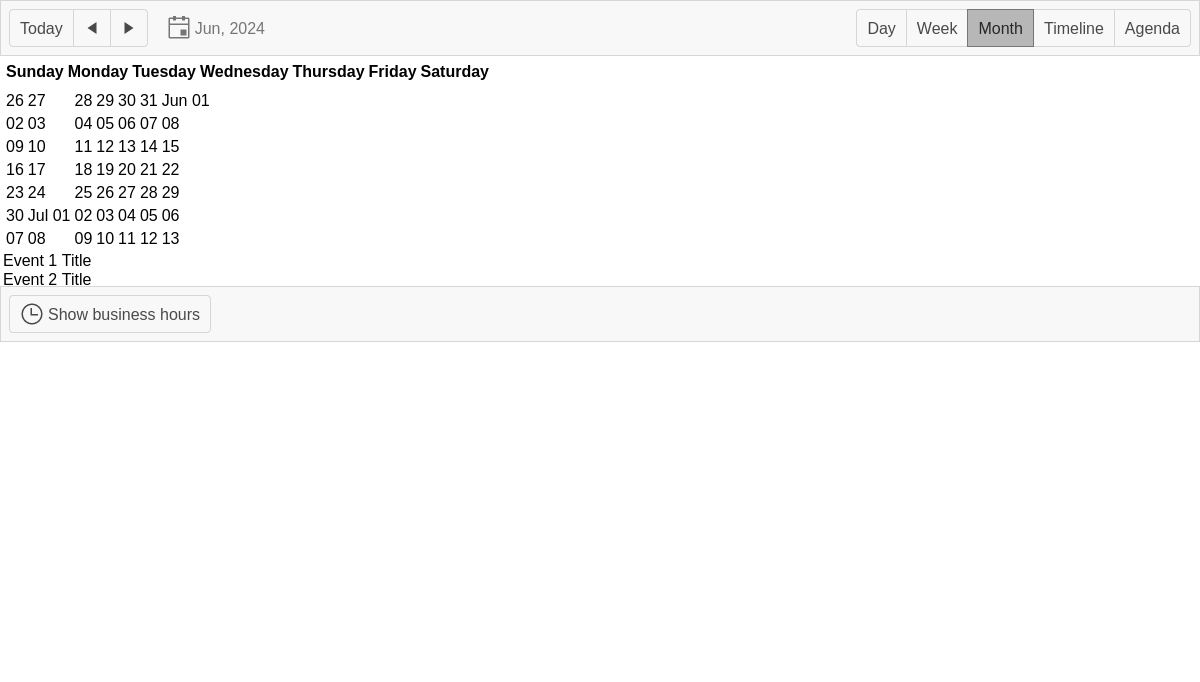 Today Jun, 2024 Day Week Month Timeline Agenda
Sunday Monday Tuesday Wednesday Thursday Friday Saturday
26 27 28 29 30 31 Jun 01
02 03 04 05 06 07 08
09 10 11 12 13 14 15
16 17 18 19 20 21 22
23 24 25 26 27 28 29
30 Jul 01 02 03 04 05 06
07 08 09 10 11 12 13
Event 1 Title
Event 2 Title
Show business hours